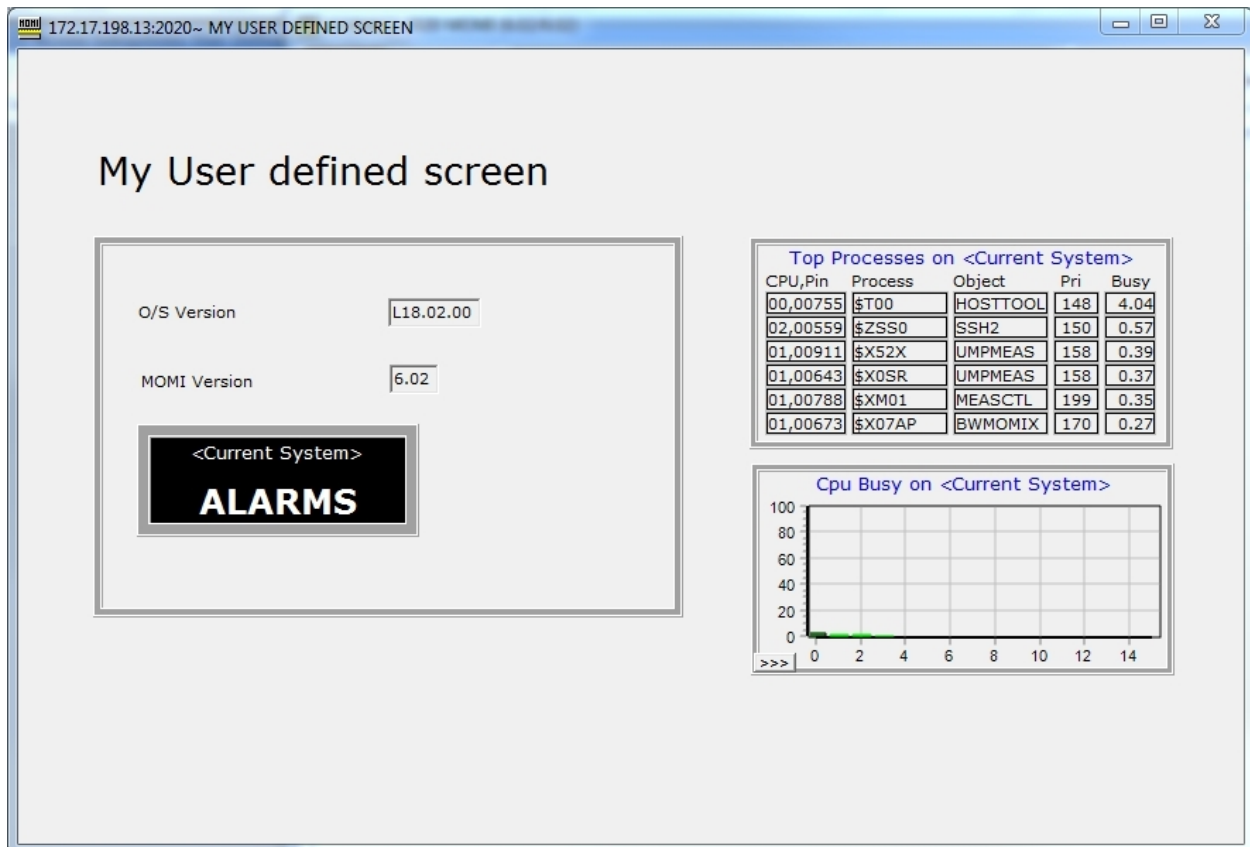 MOMI 172.17.198.13:2020~ MY USER DEFINED SCREEN
My User defined screen
O/S Version L18.02.00
MOMI Version 6.02
<Current System>
ALARMS
Top Processes on <Current System>
CPU,Pin Process Object Pri Busy
00,00755 $T00 HOSTTOOL 148 4.04
02,00559 $ZSS0 SSH2 150 0.57
01,00911 $X52X UMPMEAS 158 0.39
01,00643 $X0SR UMPMEAS 158 0.37
01,00788 $XM01 MEASCTL 199 0.35
01,00673 $X07AP BWMOMIX 170 0.27
Cpu Busy on <Current System>
100
80
60
40
20
0
>>> 0 2 4 6 8 10 12 14